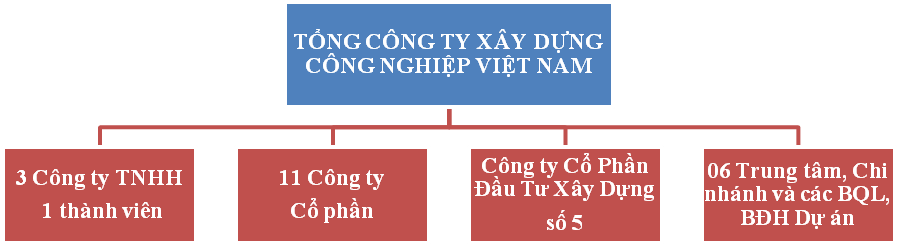 TỔNG CÔNG TY XÂY DỰNG
CÔNG NGHIỆP VIỆT NAM
3 Công ty TNHH
1 thành viên
11 Công ty
Cổ phần
Công ty Cổ Phần
Đầu Tư Xây Dựng
số 5
06 Trung tâm, Chi
nhánh và các BQL,
BĐH Dự án